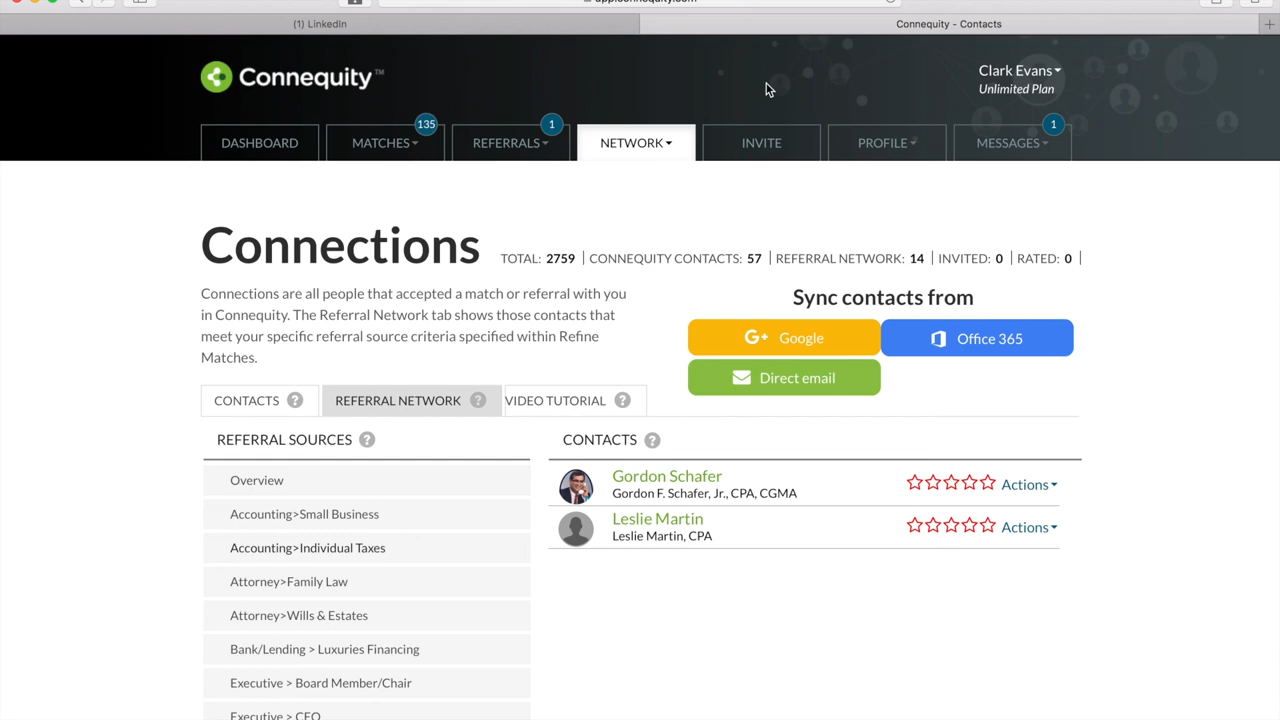 (1) LinkedIn
Connequity - Contacts
Connequity™
Clark Evans
Unlimited Plan
DASHBOARD
MATCHES
135
REFERRALS
1
NETWORK
INVITE
PROFILE
MESSAGES
1
Connections
TOTAL: 2759 | CONNEQUITY CONTACTS: 57 | REFERRAL NETWORK: 14 | INVITED: 0 | RATED: 0 |
Connections are all people that accepted a match or referral with you
in Connequity. The Referral Network tab shows those contacts that
meet your specific referral source criteria specified within Refine
Matches.
Sync contacts from
G+ Google
Office 365
Direct email
CONTACTS ?
REFERRAL NETWORK ?
VIDEO TUTORIAL ?
REFERRAL SOURCES ?
Overview
Accounting>Small Business
Accounting>Individual Taxes
Attorney>Family Law
Attorney>Wills & Estates
Bank/Lending > Luxuries Financing
Executive > Board Member/Chair
Executive > CEO
CONTACTS ?
Gordon Schafer
Gordon F. Schafer, Jr., CPA, CGMA
Actions
Leslie Martin
Leslie Martin, CPA
Actions